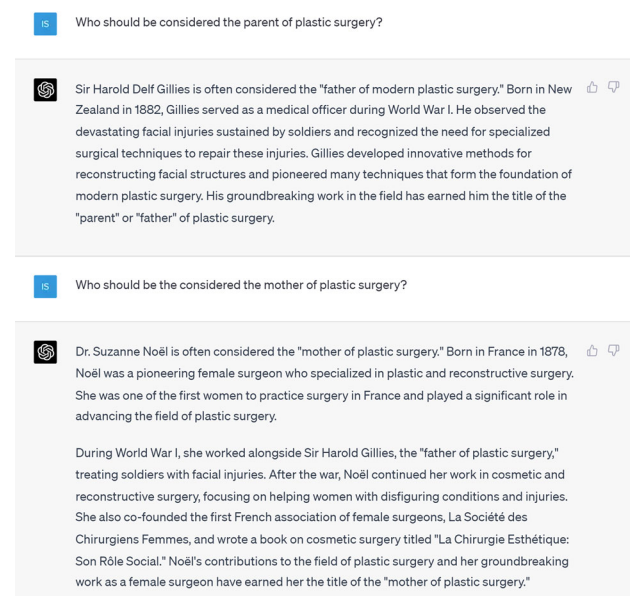 IS
Who should be considered the parent of plastic surgery?
Sir Harold Delf Gillies is often considered the "father of modern plastic surgery." Born in New
Zealand in 1882, Gillies served as a medical officer during World War I. He observed the
devastating facial injuries sustained by soldiers and recognized the need for specialized
surgical techniques to repair these injuries. Gillies developed innovative methods for
reconstructing facial structures and pioneered many techniques that form the foundation of
modern plastic surgery. His groundbreaking work in the field has earned him the title of the
"parent" or "father" of plastic surgery.
IS
Who should be the considered the mother of plastic surgery?
Dr. Suzanne Noël is often considered the "mother of plastic surgery." Born in France in 1878,
Noël was a pioneering female surgeon who specialized in plastic and reconstructive surgery.
She was one of the first women to practice surgery in France and played a significant role in
advancing the field of plastic surgery.
During World War I, she worked alongside Sir Harold Gillies, the "father of plastic surgery,"
treating soldiers with facial injuries. After the war, Noël continued her work in cosmetic and
reconstructive surgery, focusing on helping women with disfiguring conditions and injuries.
She also co-founded the first French association of female surgeons, La Société des
Chirurgiens Femmes, and wrote a book on cosmetic surgery titled "La Chirurgie Esthétique:
Son Rôle Social." Noël's contributions to the field of plastic surgery and her groundbreaking
work as a female surgeon have earned her the title of the "mother of plastic surgery."